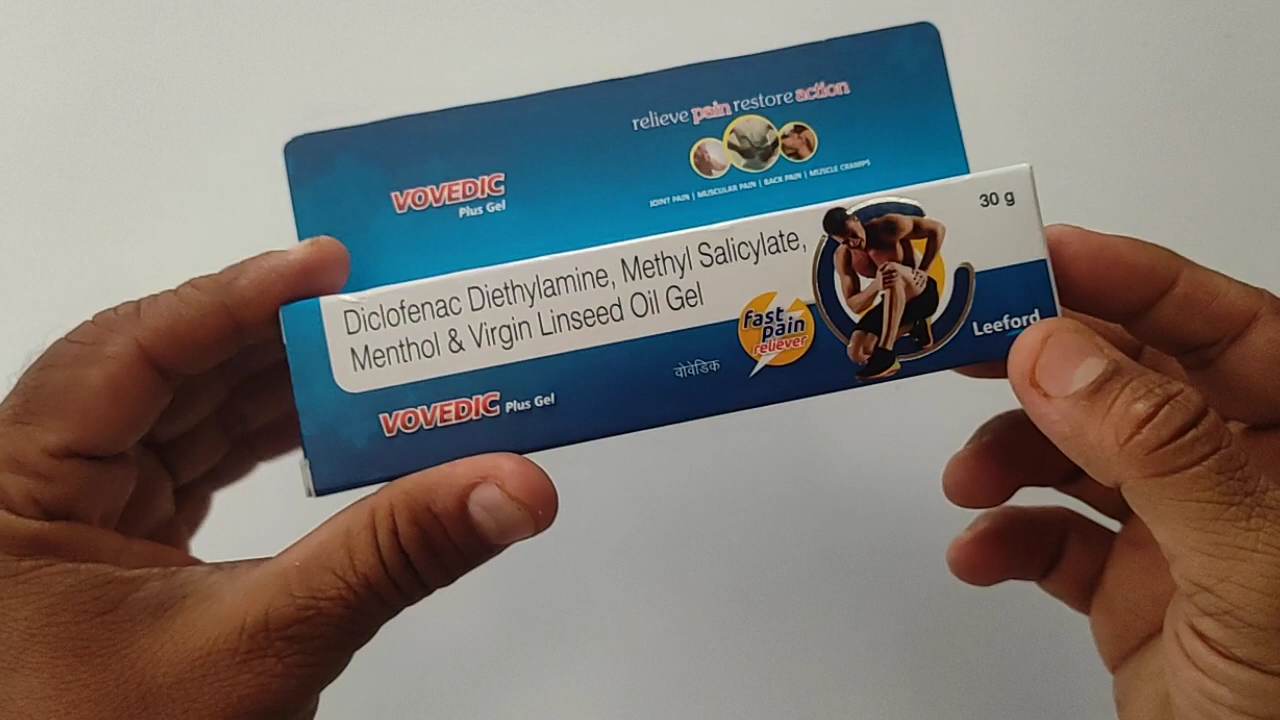 relieve pain restore action
VOVEDIC
Plus Gel
JOINT PAIN | MUSCULAR PAIN | BACK PAIN | MUSCLE CRAMPS
30 g
Diclofenac Diethylamine, Methyl Salicylate,
Menthol & Virgin Linseed Oil Gel
fast
pain
reliever
Leeford
वोवेडिक
VOVEDIC Plus Gel